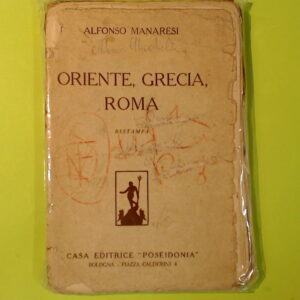 ALFONSO MANARESI
ORIENTE, GRECIA,
ROMA
RISTAMPA
CASA EDITRICE "POSEIDONIA"
BOLOGNA - PIAZZA CALDERINI 4